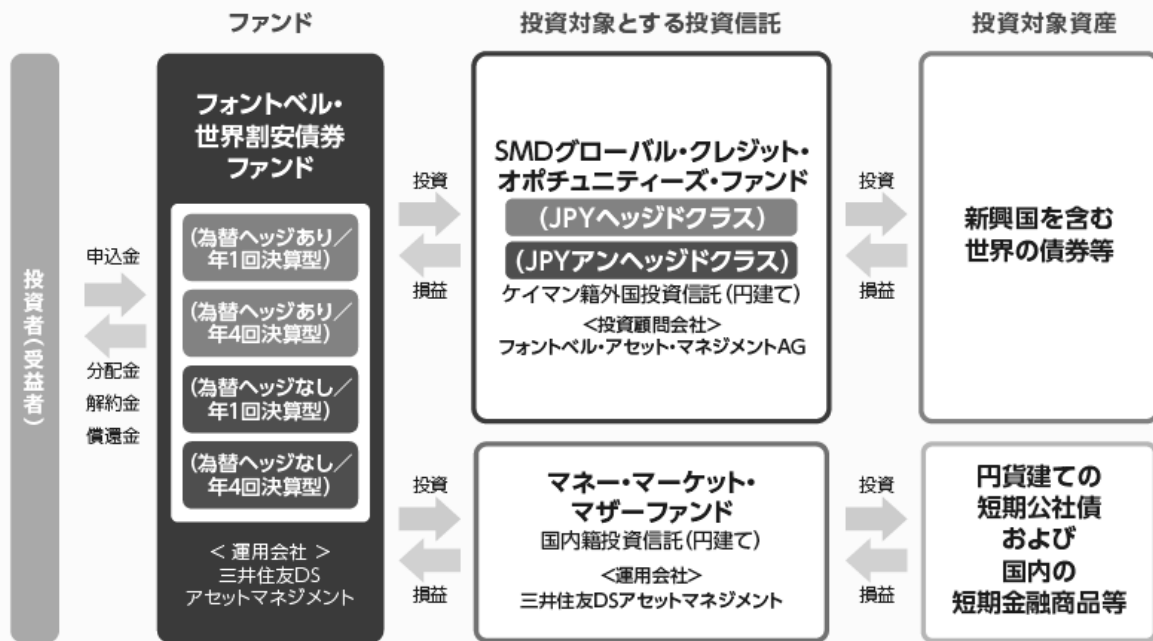 ファンド
投資対象とする投資信託
投資対象資産
投資者(受益者)
申込金
分配金
解約金
償還金
フォントベル・
世界割安債券
ファンド
(為替ヘッジあり／
年1回決算型)
(為替ヘッジあり／
年4回決算型)
(為替ヘッジなし／
年1回決算型)
(為替ヘッジなし／
年4回決算型)
＜ 運用会社 ＞
三井住友DS
アセットマネジメント
投資
損益
SMDグローバル・クレジット・
オポチュニティーズ・ファンド
(JPYヘッジドクラス)
(JPYアンヘッジドクラス)
ケイマン籍外国投資信託(円建て)
＜投資顧問会社＞
フォントベル・アセット・マネジメントAG
投資
損益
新興国を含む
世界の債券等
投資
損益
マネー・マーケット・
マザーファンド
国内籍投資信託(円建て)
＜運用会社＞
三井住友DSアセットマネジメント
投資
損益
円貨建ての
短期公社債
および
国内の
短期金融商品等